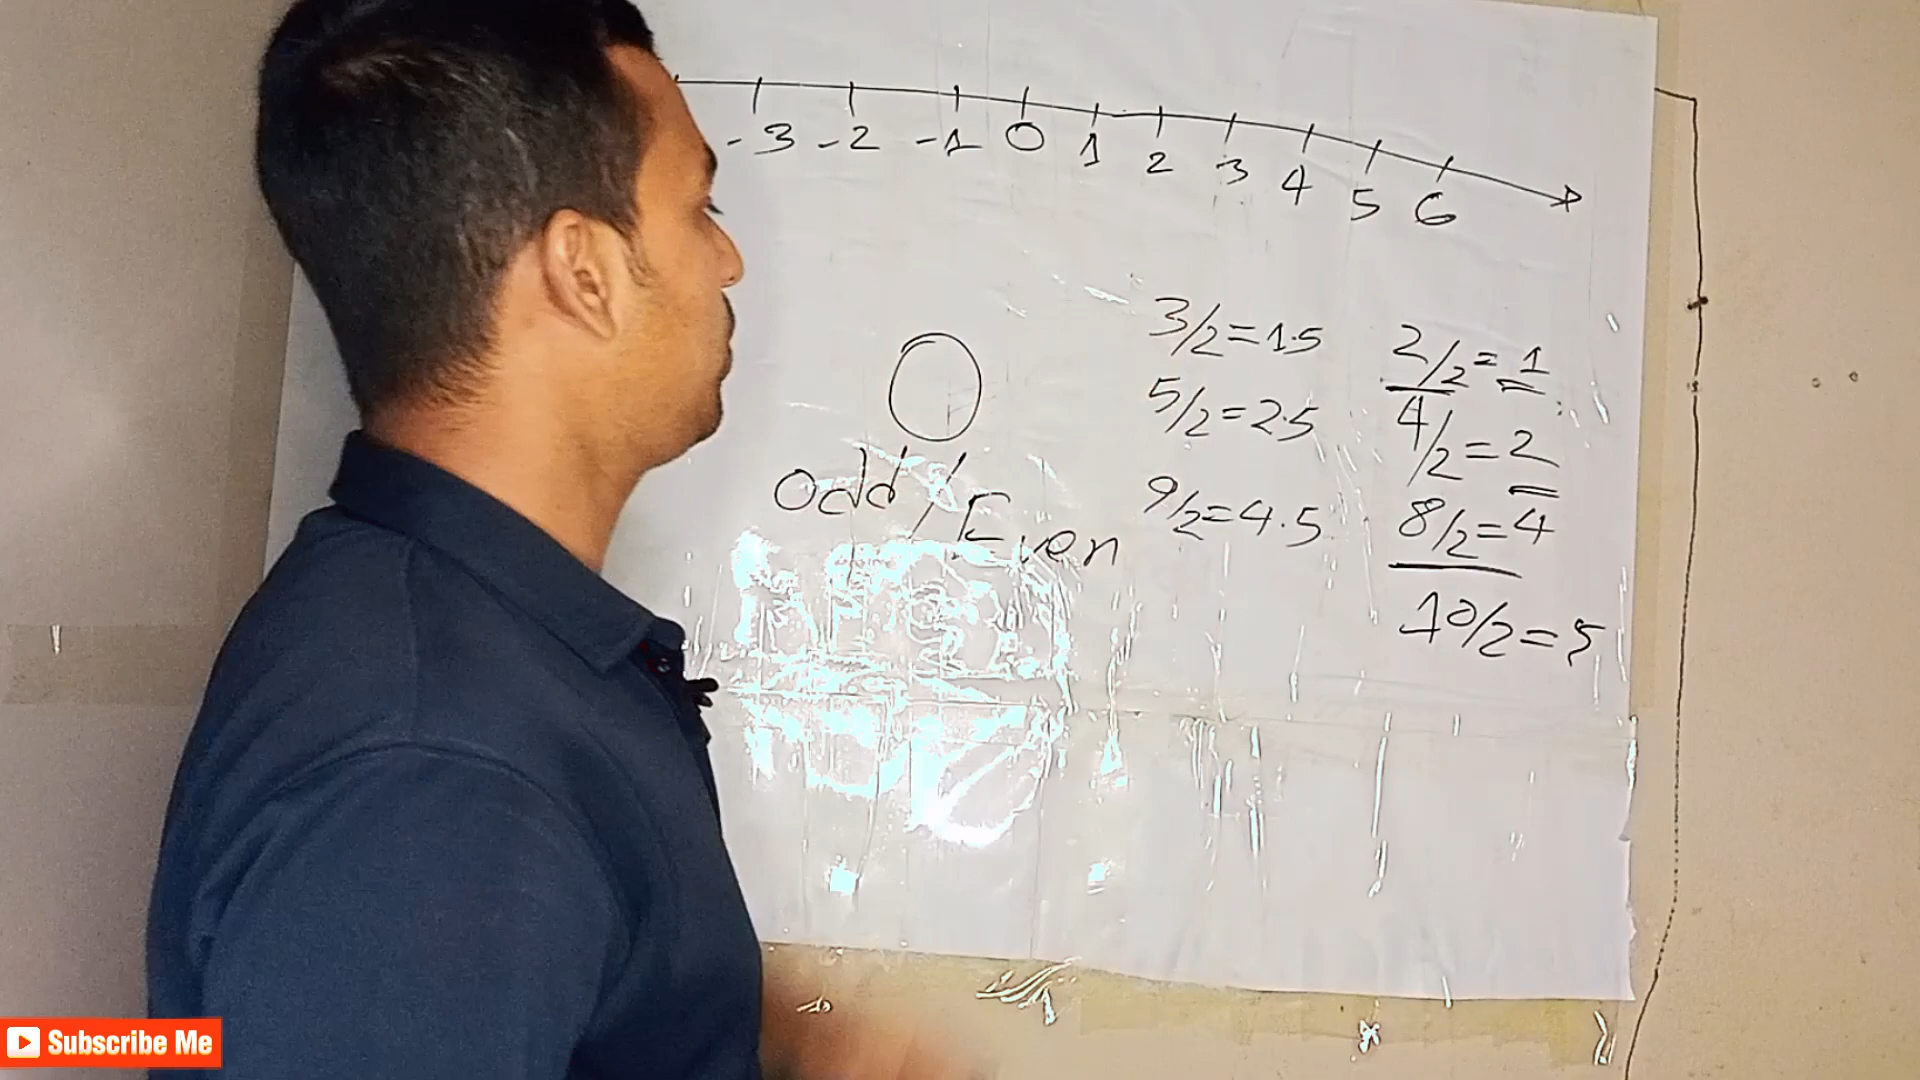 -3 -2 -1 0 1 2 3 4 5 6
0
odd / Even
3/2=1.5
5/2=2.5
9/2=4.5
2/2=1
4/2=2
8/2=4
10/2=5
Subscribe Me